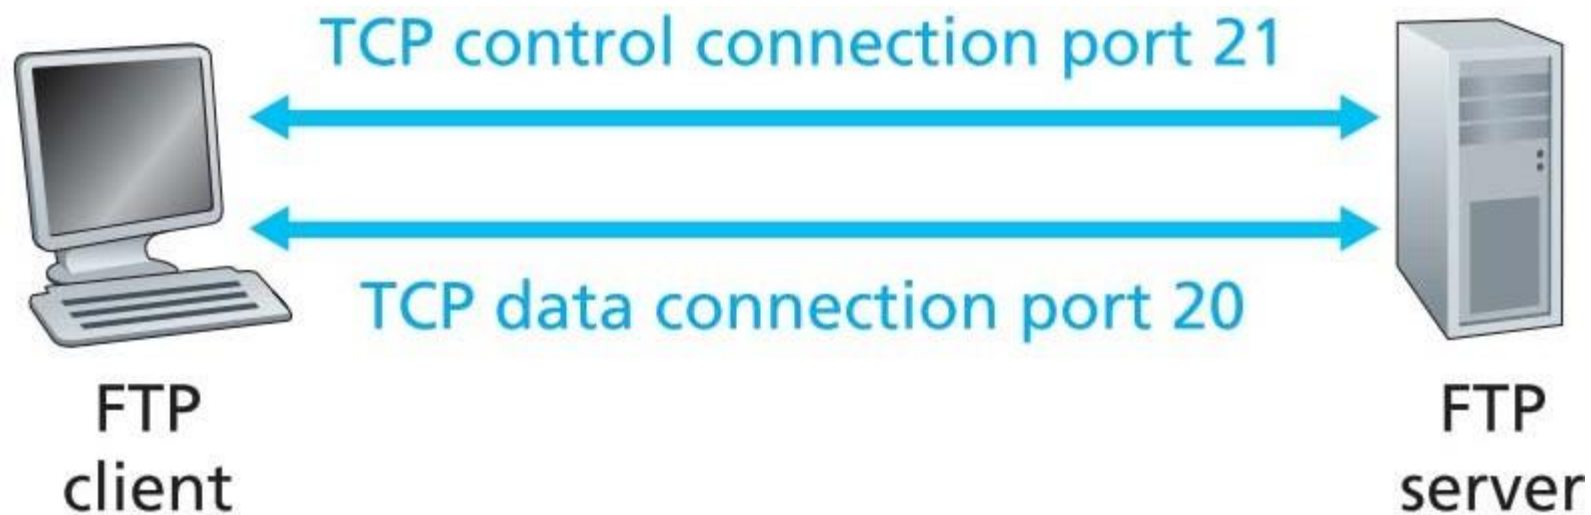 TCP control connection port 21
TCP data connection port 20
FTP
client
FTP
server